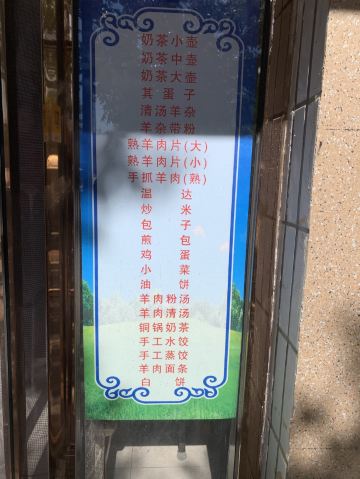 奶茶小壶
奶茶中壶
奶茶大壶
其蛋子
清汤羊杂
羊杂带粉
熟羊肉片(大)
熟羊肉片(小)
手抓羊肉(熟)
温达
炒米
包子
煎包
鸡蛋
小菜
油饼
羊肉粉汤
羊肉清汤
铜锅奶茶
手工水饺
手工蒸饺
羊肉面条
白饼